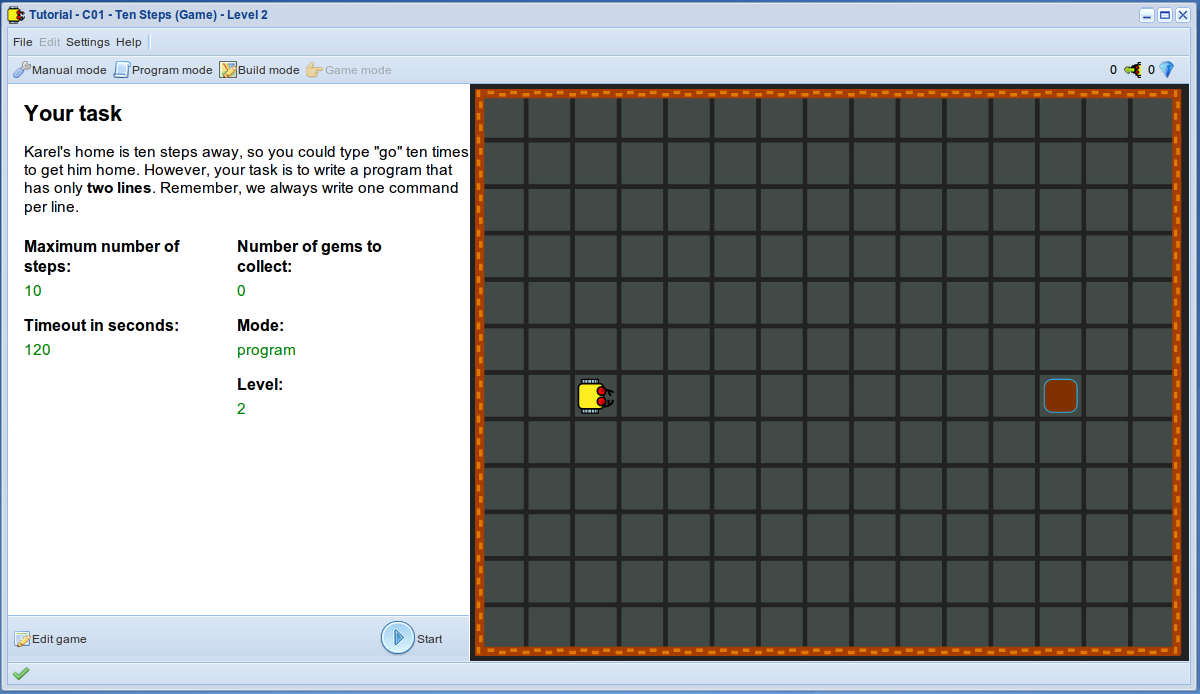 Tutorial - C01 - Ten Steps (Game) - Level 2
File Edit Settings Help
Manual mode Program mode Build mode Game mode 0 0
Your task
Karel's home is ten steps away, so you could type "go" ten times
to get him home. However, your task is to write a program that
has only two lines. Remember, we always write one command
per line.
Maximum number of
steps:
10
Number of gems to
collect:
0
Timeout in seconds:
120
Mode:
program
Level:
2
Edit game
Start